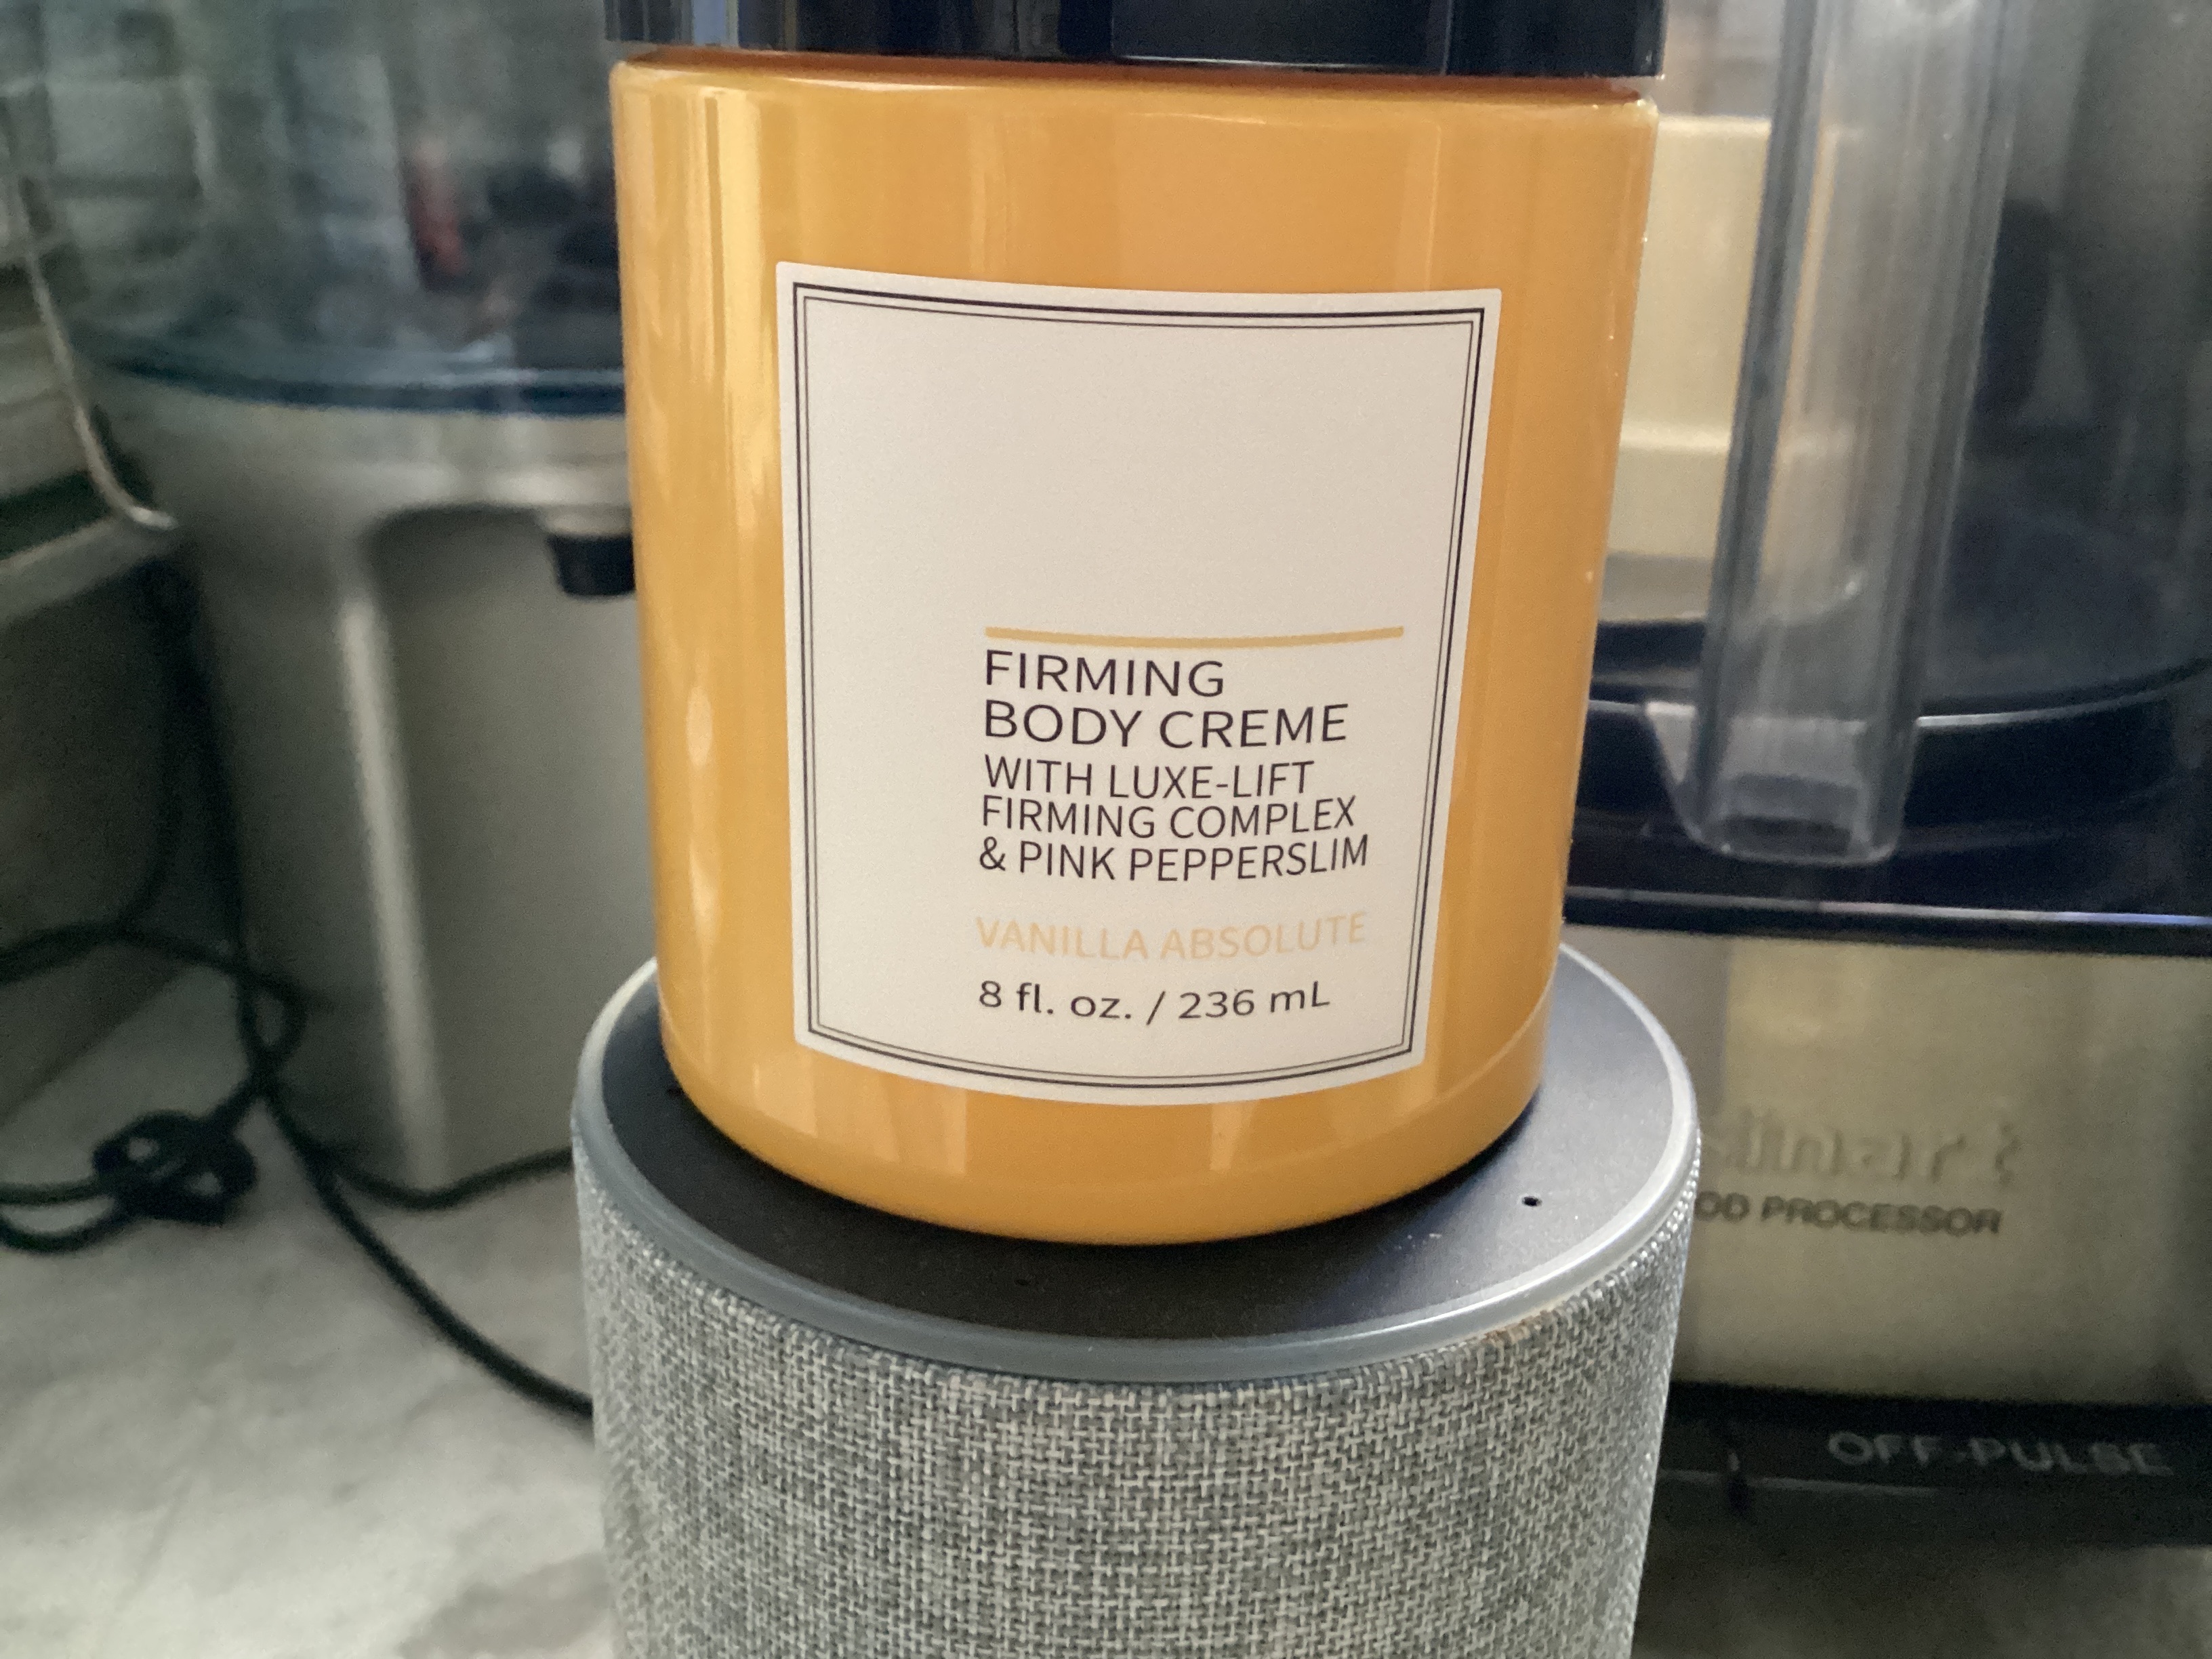 FIRMING
BODY CREME
WITH LUXE-LIFT
FIRMING COMPLEX
& PINK PEPPERSLIM
VANILLA ABSOLUTE
8 fl. oz. / 236 mL
inart
OD PROCESSOR
OFF-PULSE